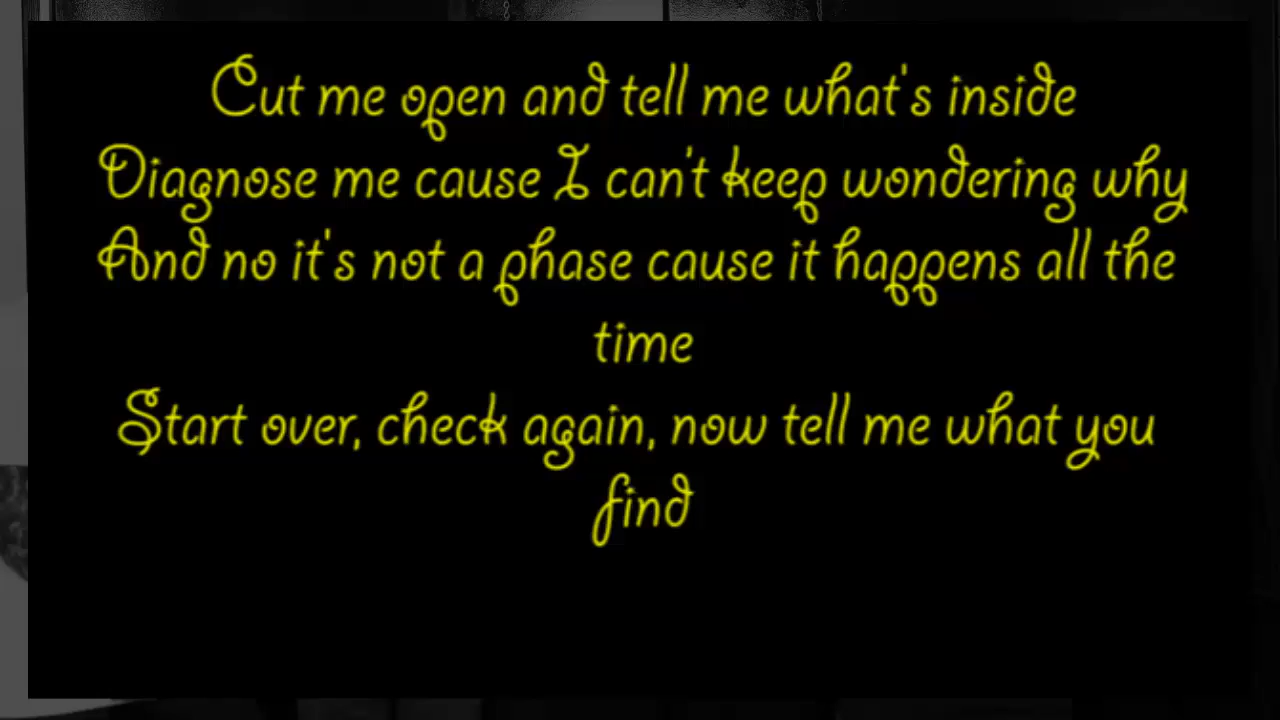 Cut me open and tell me what's inside
Diagnose me cause I can't keep wondering why
And no it's not a phase cause it happens all the
time
Start over, check again, now tell me what you
find